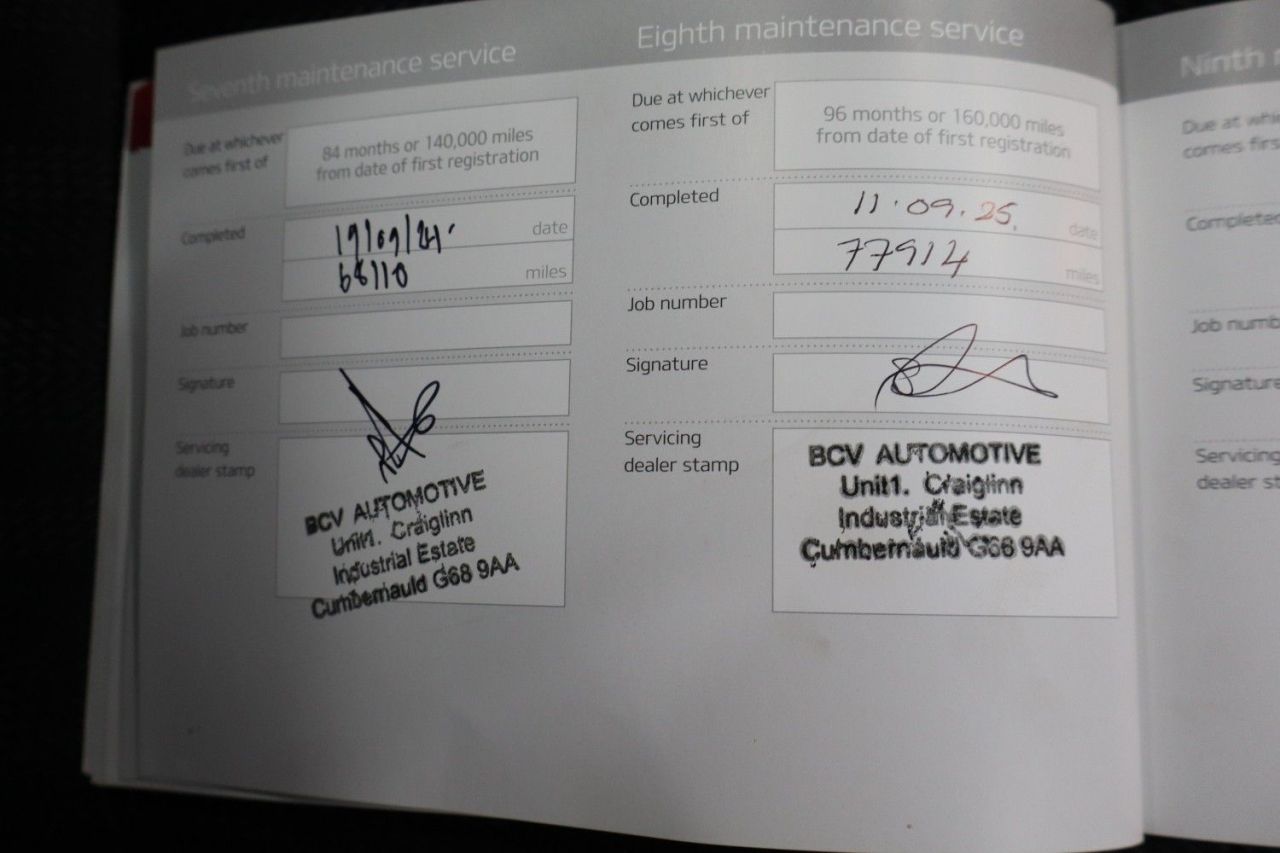 Seventh maintenance service
Due at whichever
comes first of
84 months or 140,000 miles
from date of first registration
Completed
19/09/24.
date
68110
miles
Job number
Signature
Servicing
dealer stamp
BCV AUTOMOTIVE
Unit1. Craiglinn
Industrial Estate
Cumbernauld G68 9AA
Eighth maintenance service
Due at whichever
comes first of
96 months or 160,000 miles
from date of first registration
Completed
11.09.25.
date
77914
miles
Job number
Signature
Servicing
dealer stamp
BCV AUTOMOTIVE
Unit1. Craiglinn
Industrial Estate
Cumbernauld G68 9AA
Ninth
Due at whi
comes firs
Complete
Job numb
Signature
Servicing
dealer st